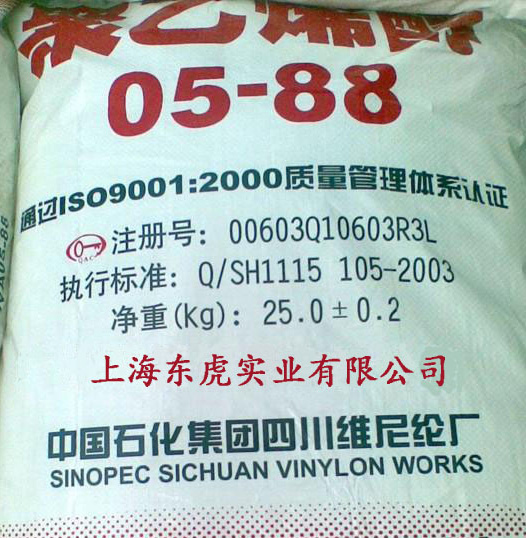 聚乙烯醇
05-88
通过ISO9001:2000质量管理体系认证
QAC
注册号: 00603Q10603R3L
执行标准: Q/SH1115 105-2003
净重(kg): 25.0±0.2
上海东虎实业有限公司
中国石化集团四川维尼纶厂
SINOPEC SICHUAN VINYLON WORKS